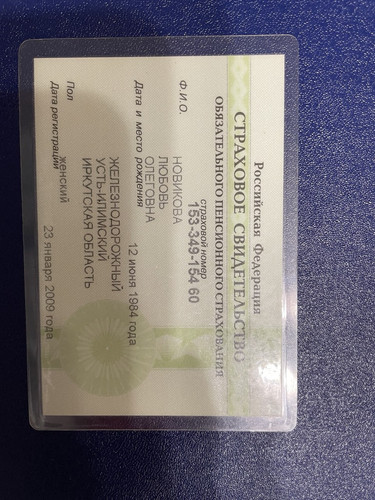 Российская Федерация
СТРАХОВОЕ СВИДЕТЕЛЬСТВО
ОБЯЗАТЕЛЬНОГО ПЕНСИОННОГО СТРАХОВАНИЯ
страховой номер
153-349-154 60
Ф.И.О.
НОВИКОВА
ЛЮБОВЬ
ОЛЕГОВНА
Дата и место рождения
12 июня 1984 года
ЖЕЛЕЗНОДОРОЖНЫЙ
УСТЬ-ИЛИМСКИЙ
ИРКУТСКАЯ ОБЛАСТЬ
Пол женский
Дата регистрации 23 января 2009 года